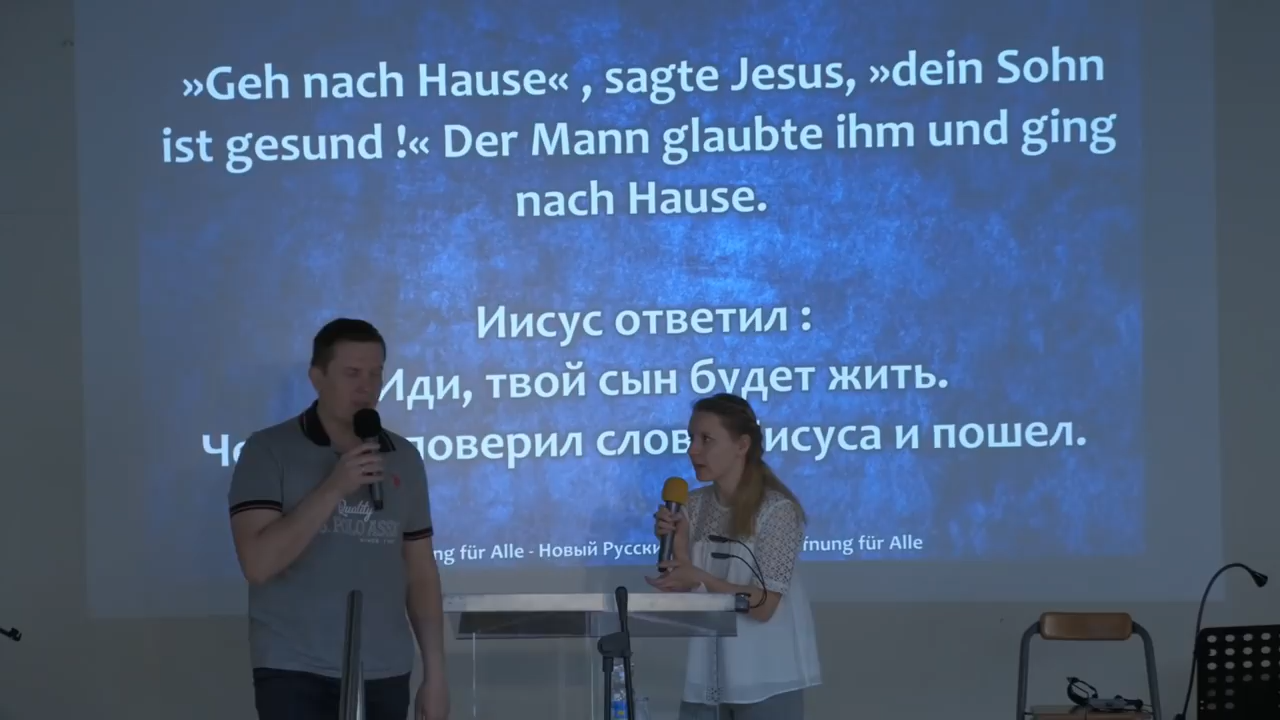 »Geh nach Hause« , sagte Jesus, »dein Sohn
ist gesund !« Der Mann glaubte ihm und ging
nach Hause.
Иисус ответил :
Иди, твой сын будет жить.
поверил исуса и пошел.
für Alle - Новый für Alle
Quality